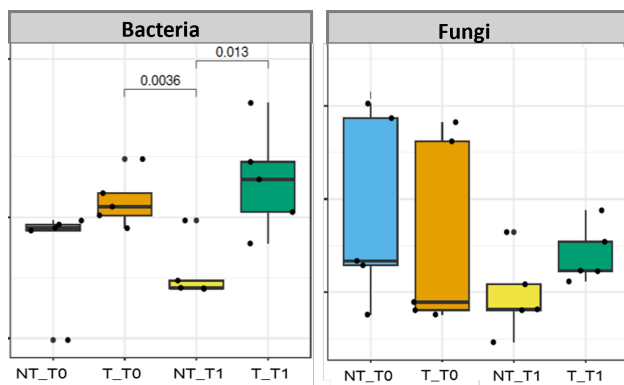 Bacteria
Fungi
0.013
0.0036
NT_T0 T_T0 NT_T1 T_T1
NT_T0 T_T0 NT_T1 T_T1